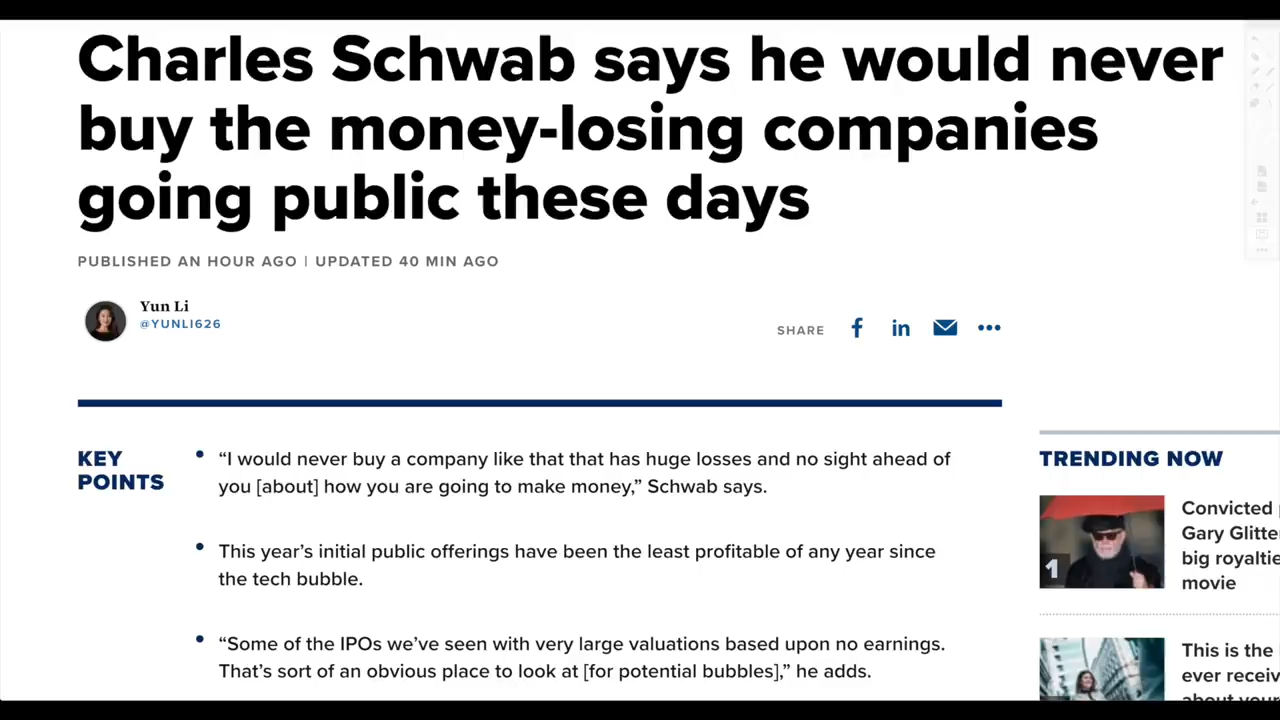 Charles Schwab says he would never
buy the money-losing companies
going public these days
PUBLISHED AN HOUR AGO | UPDATED 40 MIN AGO
Yun Li
@YUNLI626
SHARE
KEY
POINTS
“I would never buy a company like that that has huge losses and no sight ahead of
you [about] how you are going to make money,” Schwab says.
This year’s initial public offerings have been the least profitable of any year since
the tech bubble.
“Some of the IPOs we’ve seen with very large valuations based upon no earnings.
That’s sort of an obvious place to look at [for potential bubbles],” he adds.
TRENDING NOW
1
Convicted
Gary Glitte
big royaltie
movie
This is the
ever receiv
about your